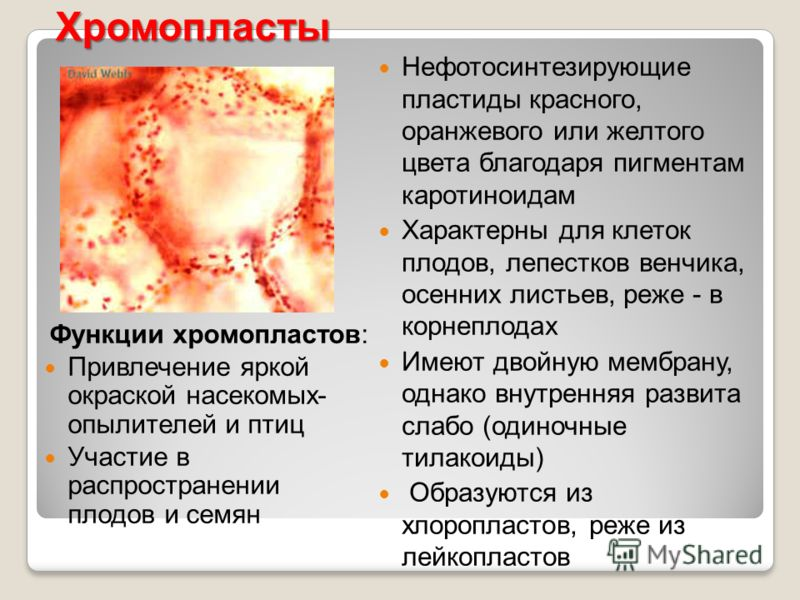 Хромопласты
David Webb
Функции хромопластов:
Привлечение яркой
окраской насекомых-
опылителей и птиц
Участие в
распространении
плодов и семян
Нефотосинтезирующие
пластиды красного,
оранжевого или желтого
цвета благодаря пигментам
каротиноидам
Характерны для клеток
плодов, лепестков венчика,
осенних листьев, реже - в
корнеплодах
Имеют двойную мембрану,
однако внутренняя развита
слабо (одиночные
тилакоиды)
Образуются из
хлоропластов, реже из
лейкопластов
MyShared